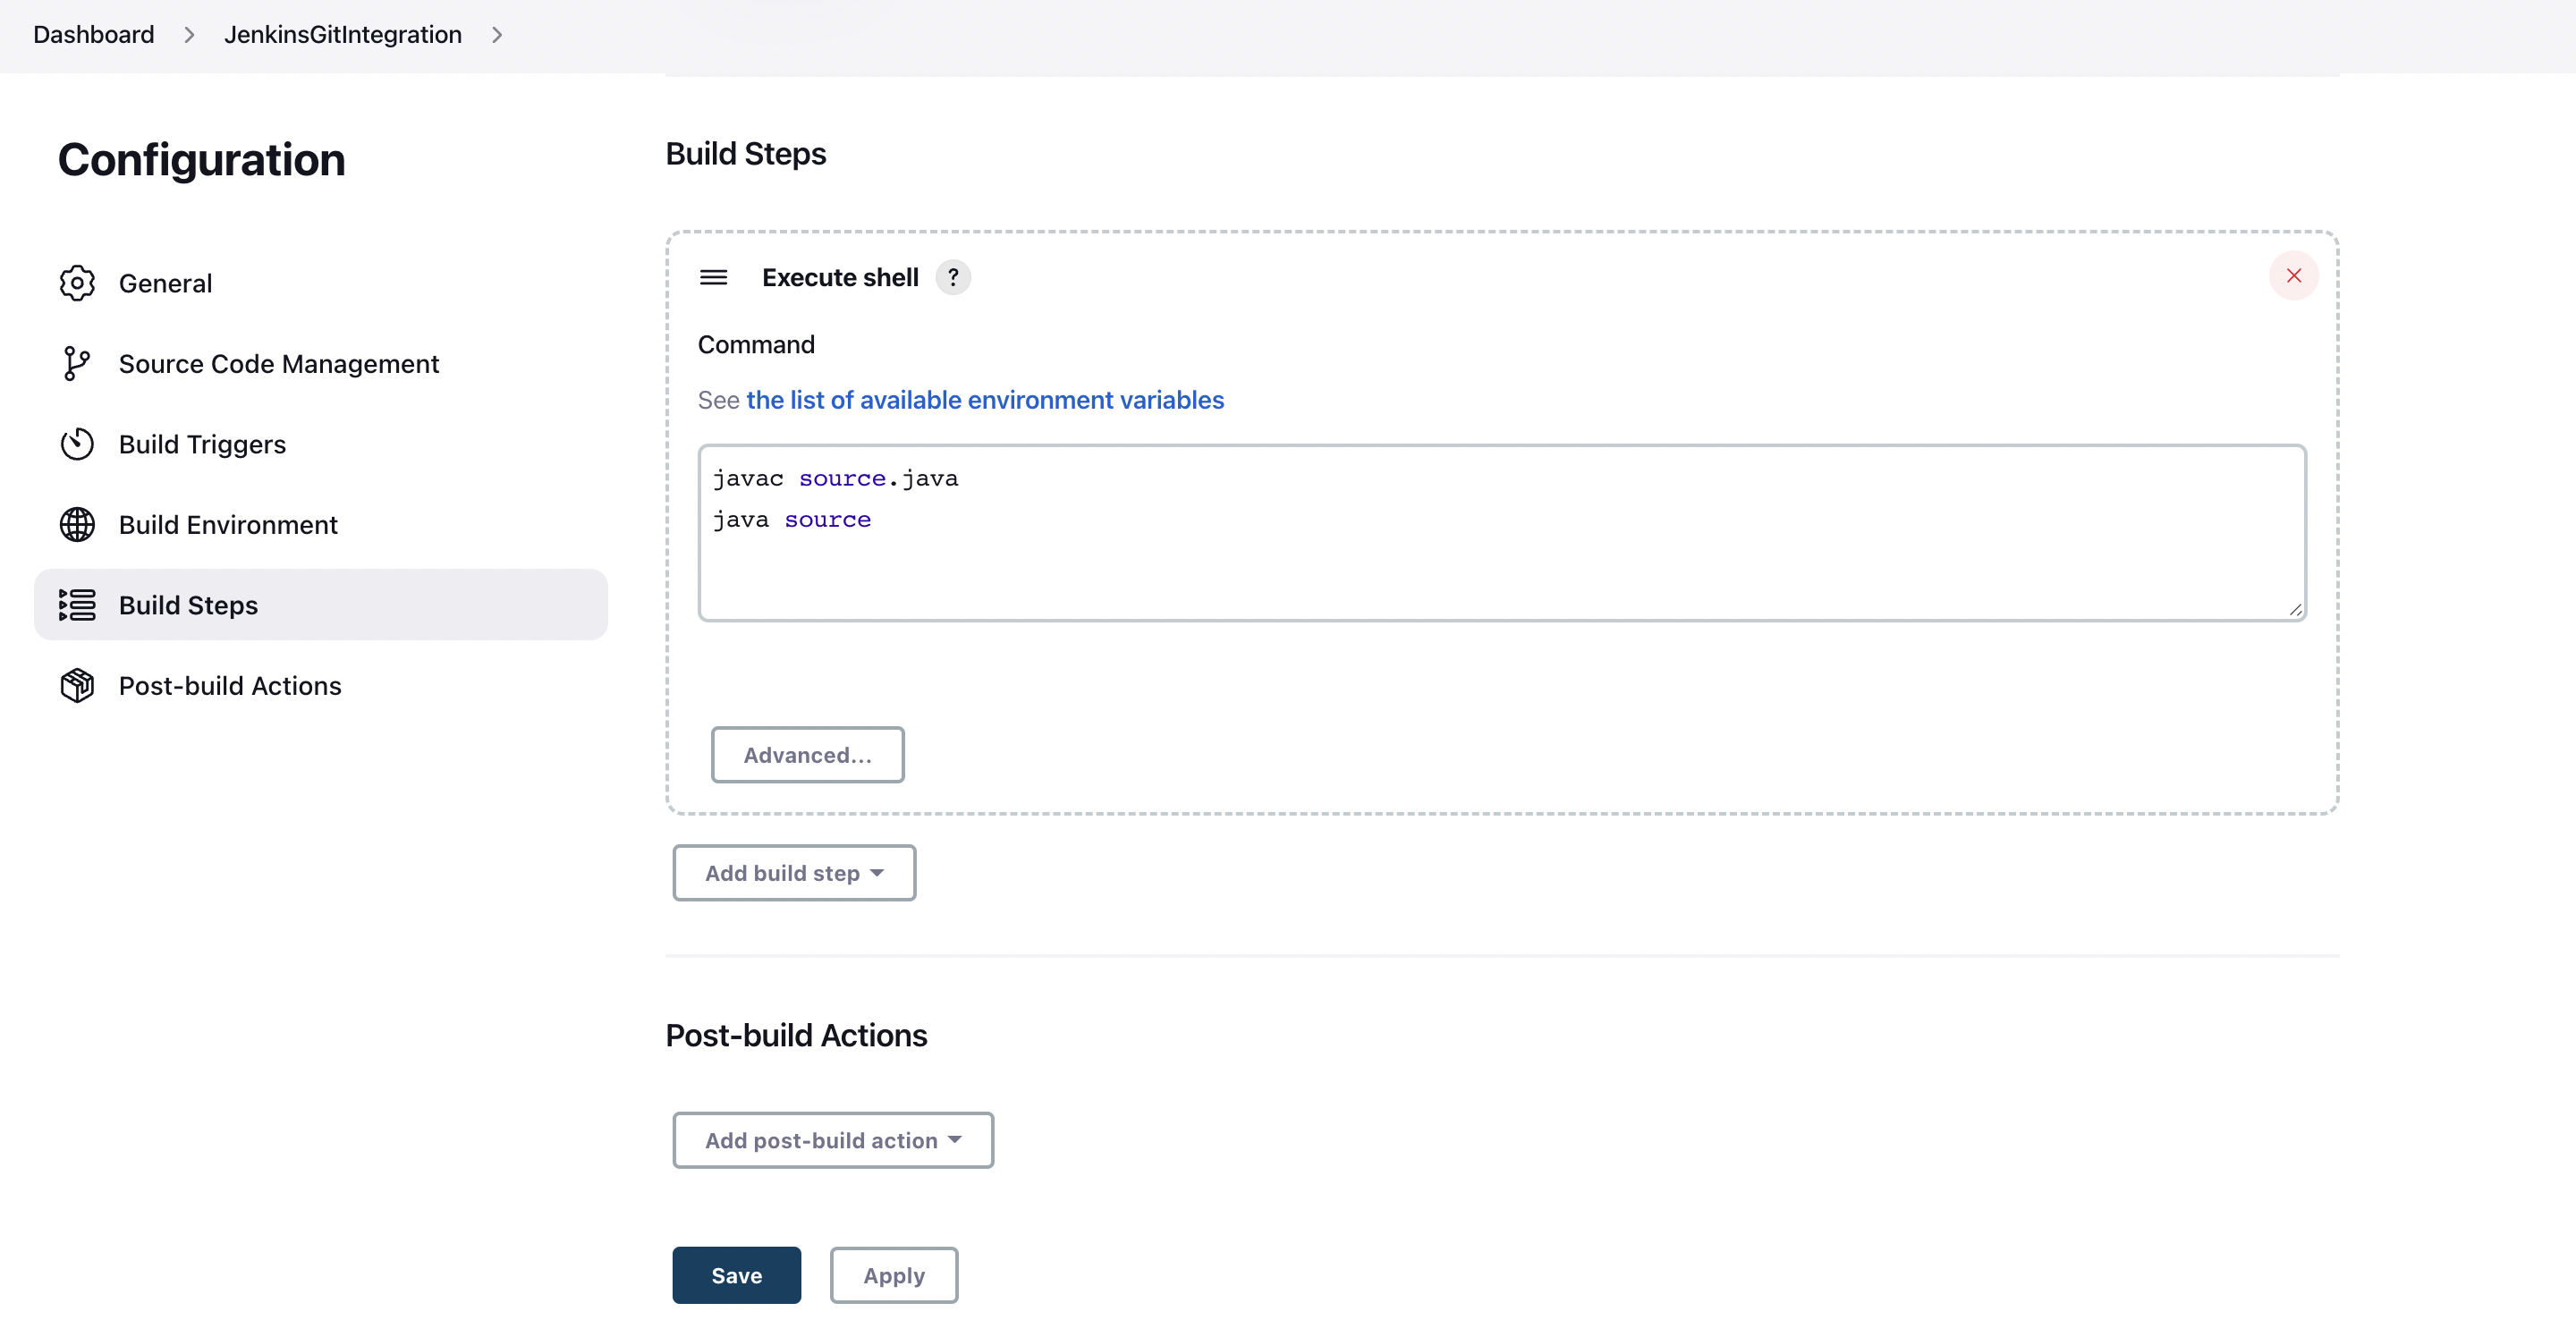 Dashboard > JenkinsGitIntegration >
Configuration
General
Source Code Management
Build Triggers
Build Environment
Build Steps
Post-build Actions
Build Steps
Execute shell ?
Command
See the list of available environment variables
javac source.java
java source
Advanced...
Add build step
Post-build Actions
Add post-build action
Save
Apply